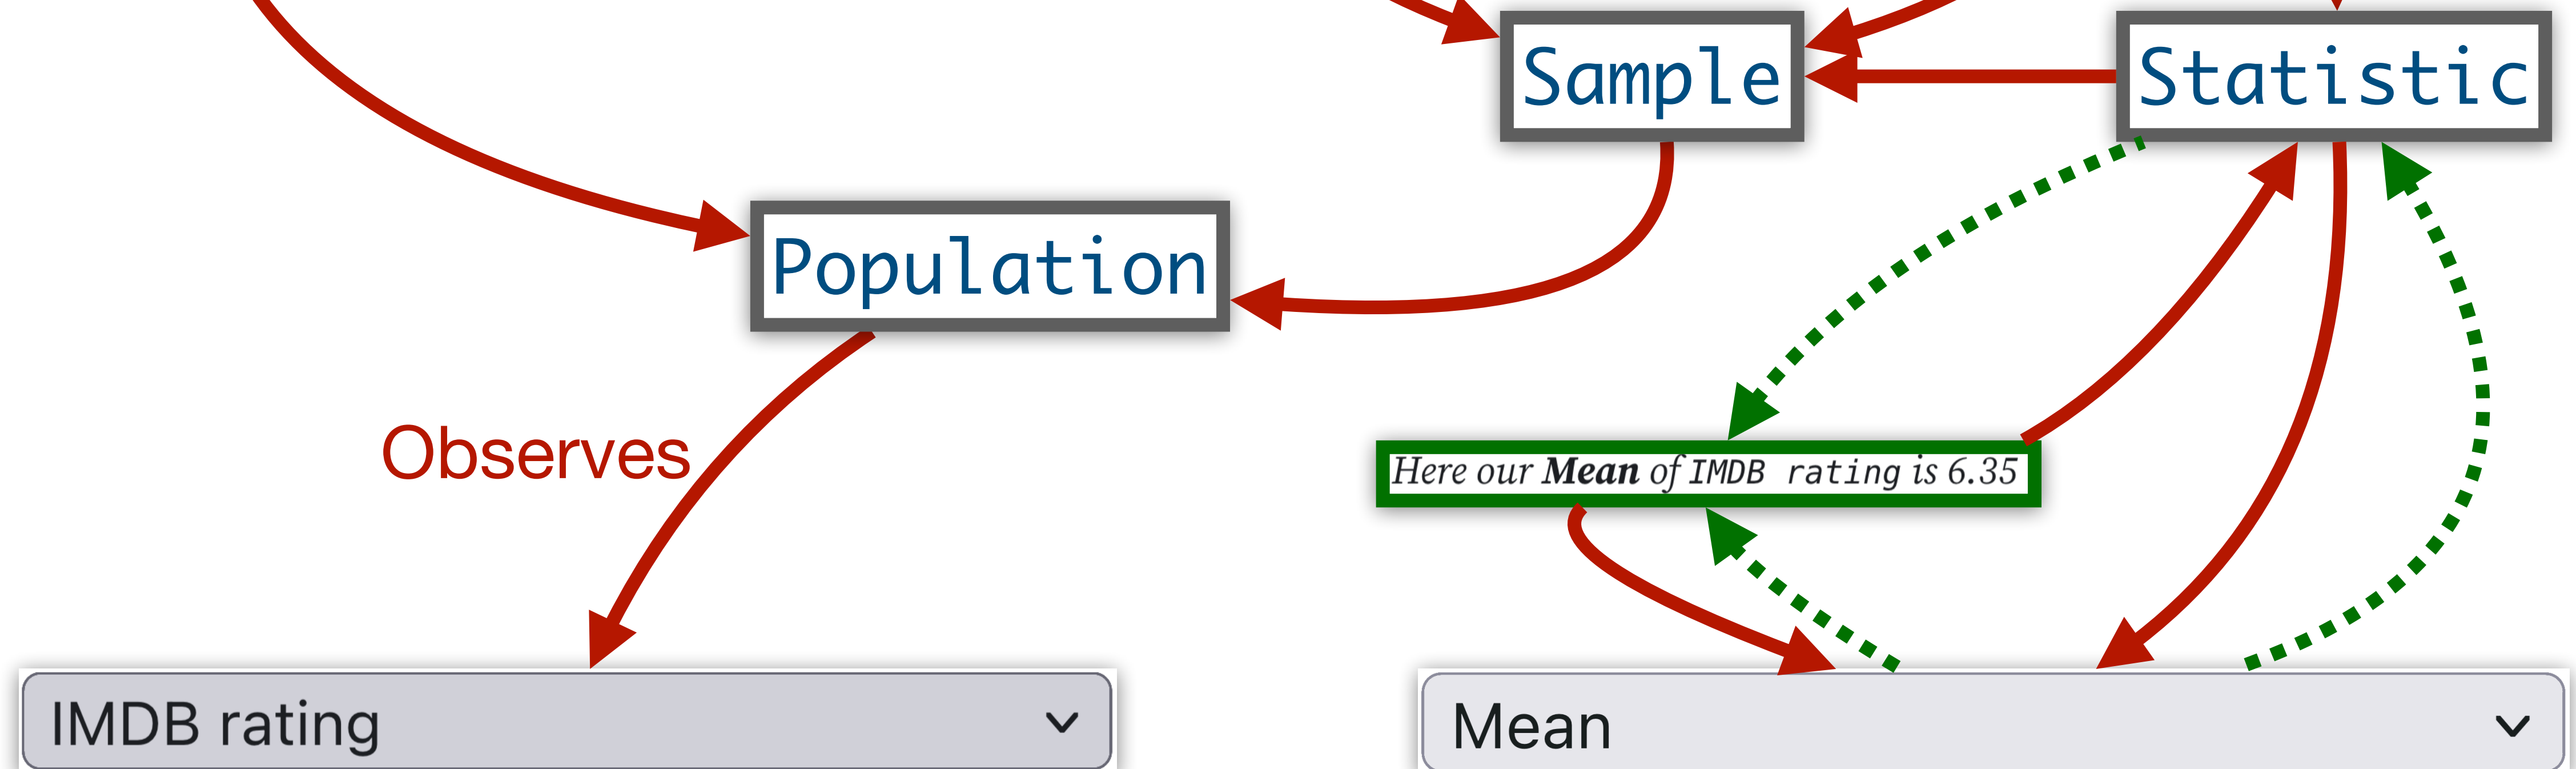 Sample
Statistic
Population
Observes
Here our Mean of IMDB rating is 6.35
IMDB rating
Mean